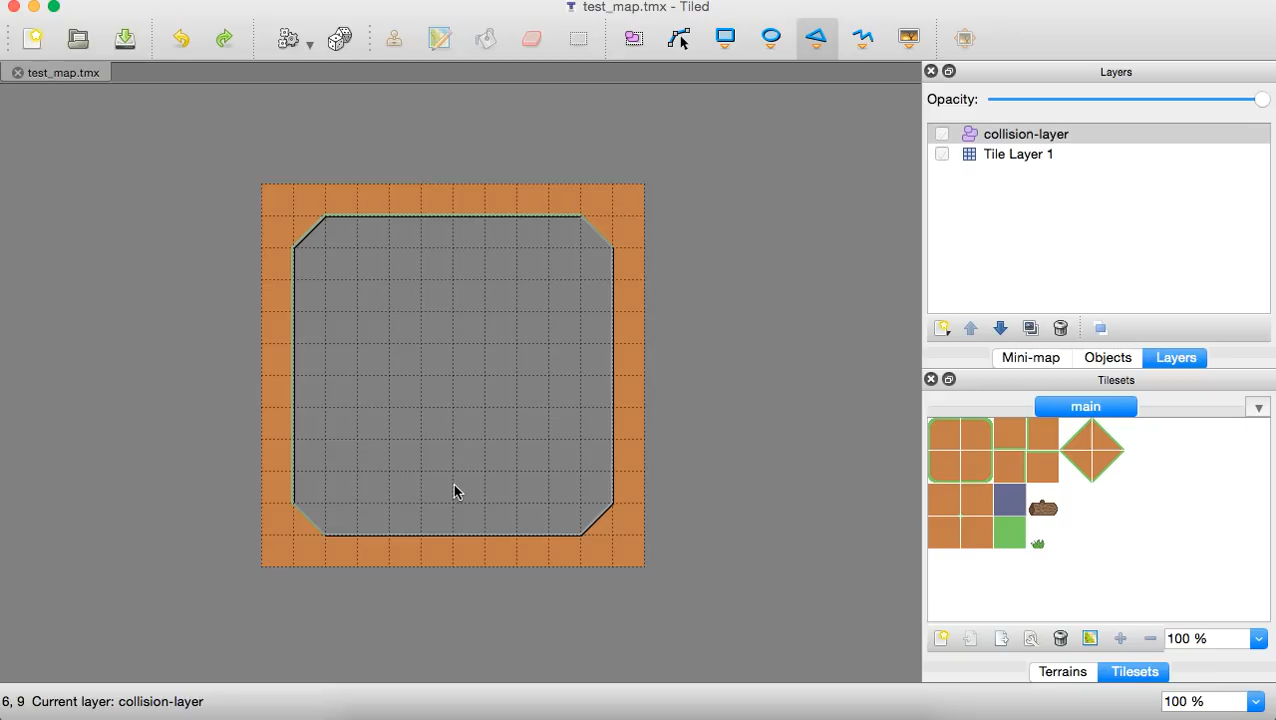 test_map.tmx - Tiled
test_map.tmx
Layers
Opacity:
collision-layer
Tile Layer 1
Mini-map
Objects
Layers
Tilesets
main
100 %
Terrains
Tilesets
6, 9 Current layer: collision-layer
100 %